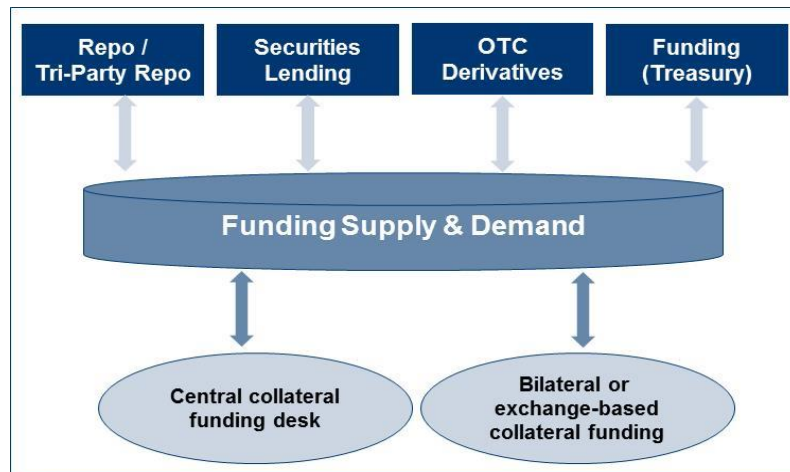 Repo /
Tri-Party Repo
Securities
Lending
OTC
Derivatives
Funding
(Treasury)
Funding Supply & Demand
Central collateral
funding desk
Bilateral or
exchange-based
collateral funding